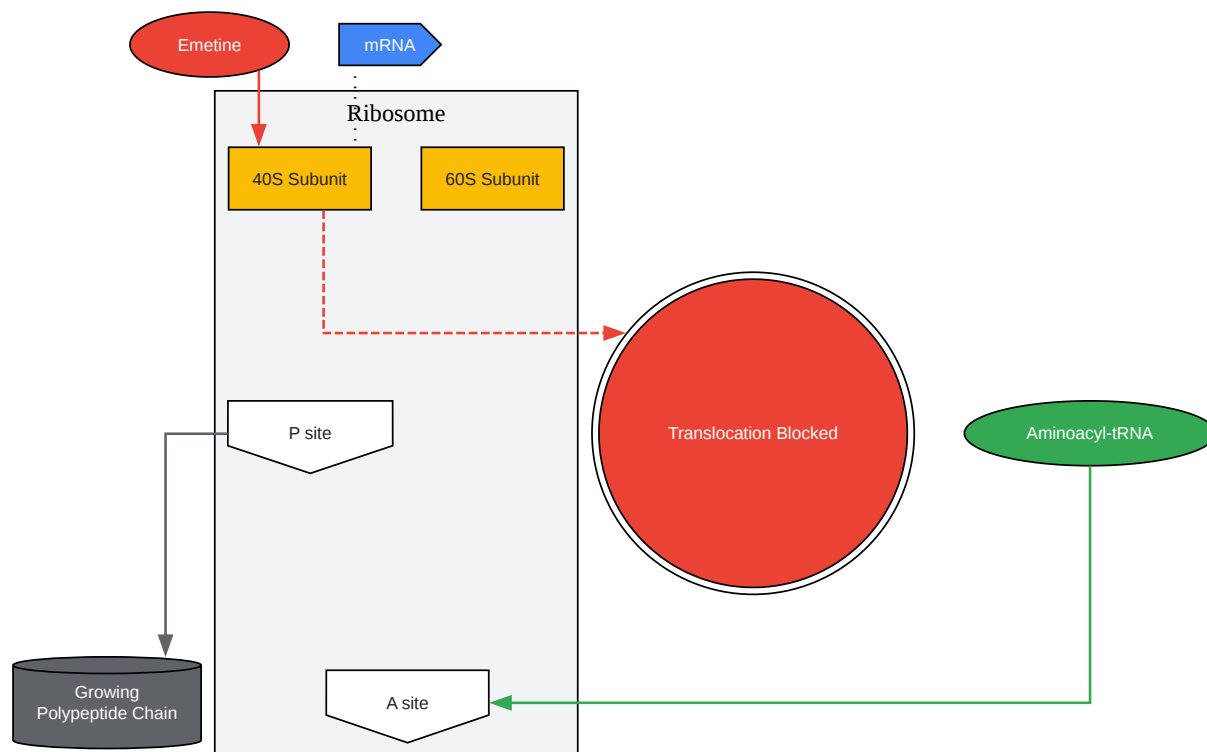 Emetine
mRNA
Ribosome
40S Subunit
60S Subunit
P site
Translocation Blocked
Aminoacyl-tRNA
Growing
Polypeptide Chain
A site